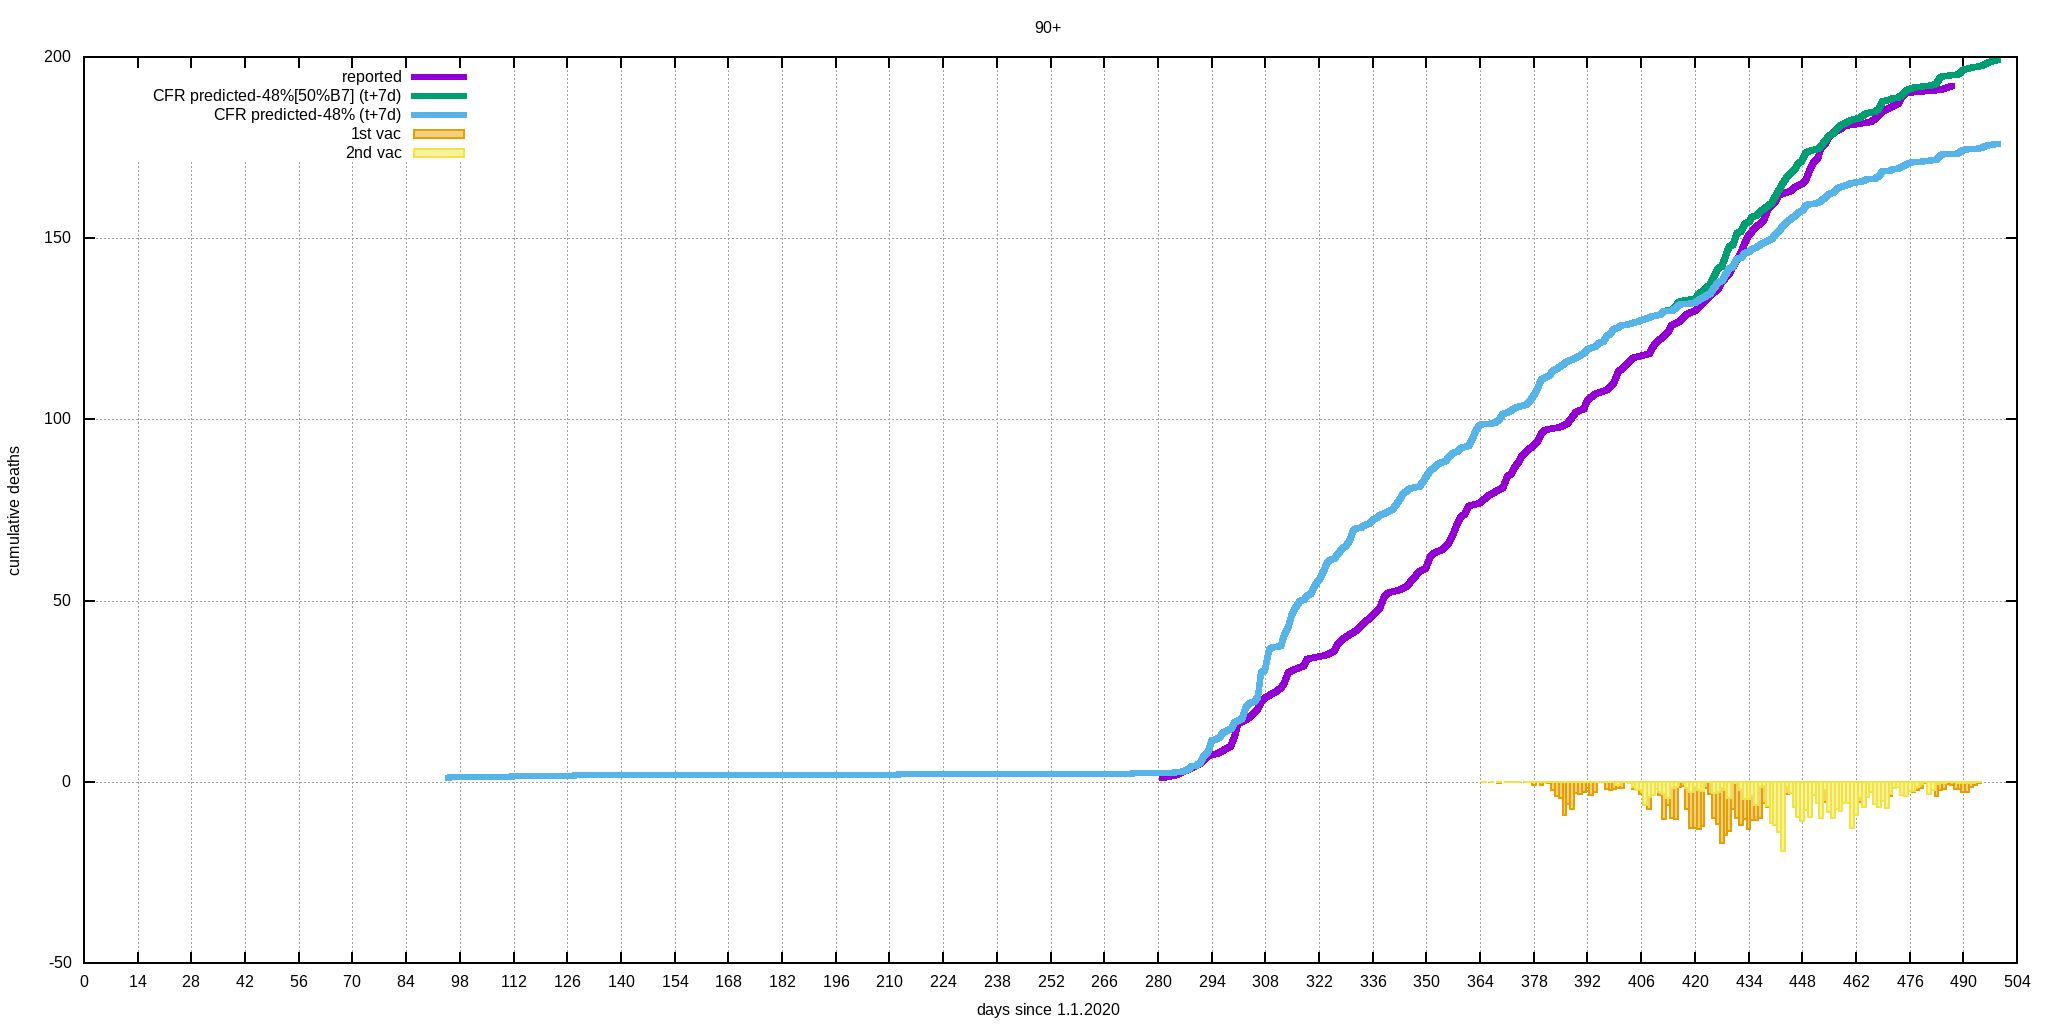 90+
200
150
100
50
0
-50
cumulative deaths
reported
CFR predicted-48%[50%B7] (t+7d)
CFR predicted-48% (t+7d)
1st vac
2nd vac
0 14 28 42 56 70 84 98 112 126 140 154 168 182 196 210 224 238 252 266 280 294 308 322 336 350 364 378 392 406 420 434 448 462 476 490 504
days since 1.1.2020